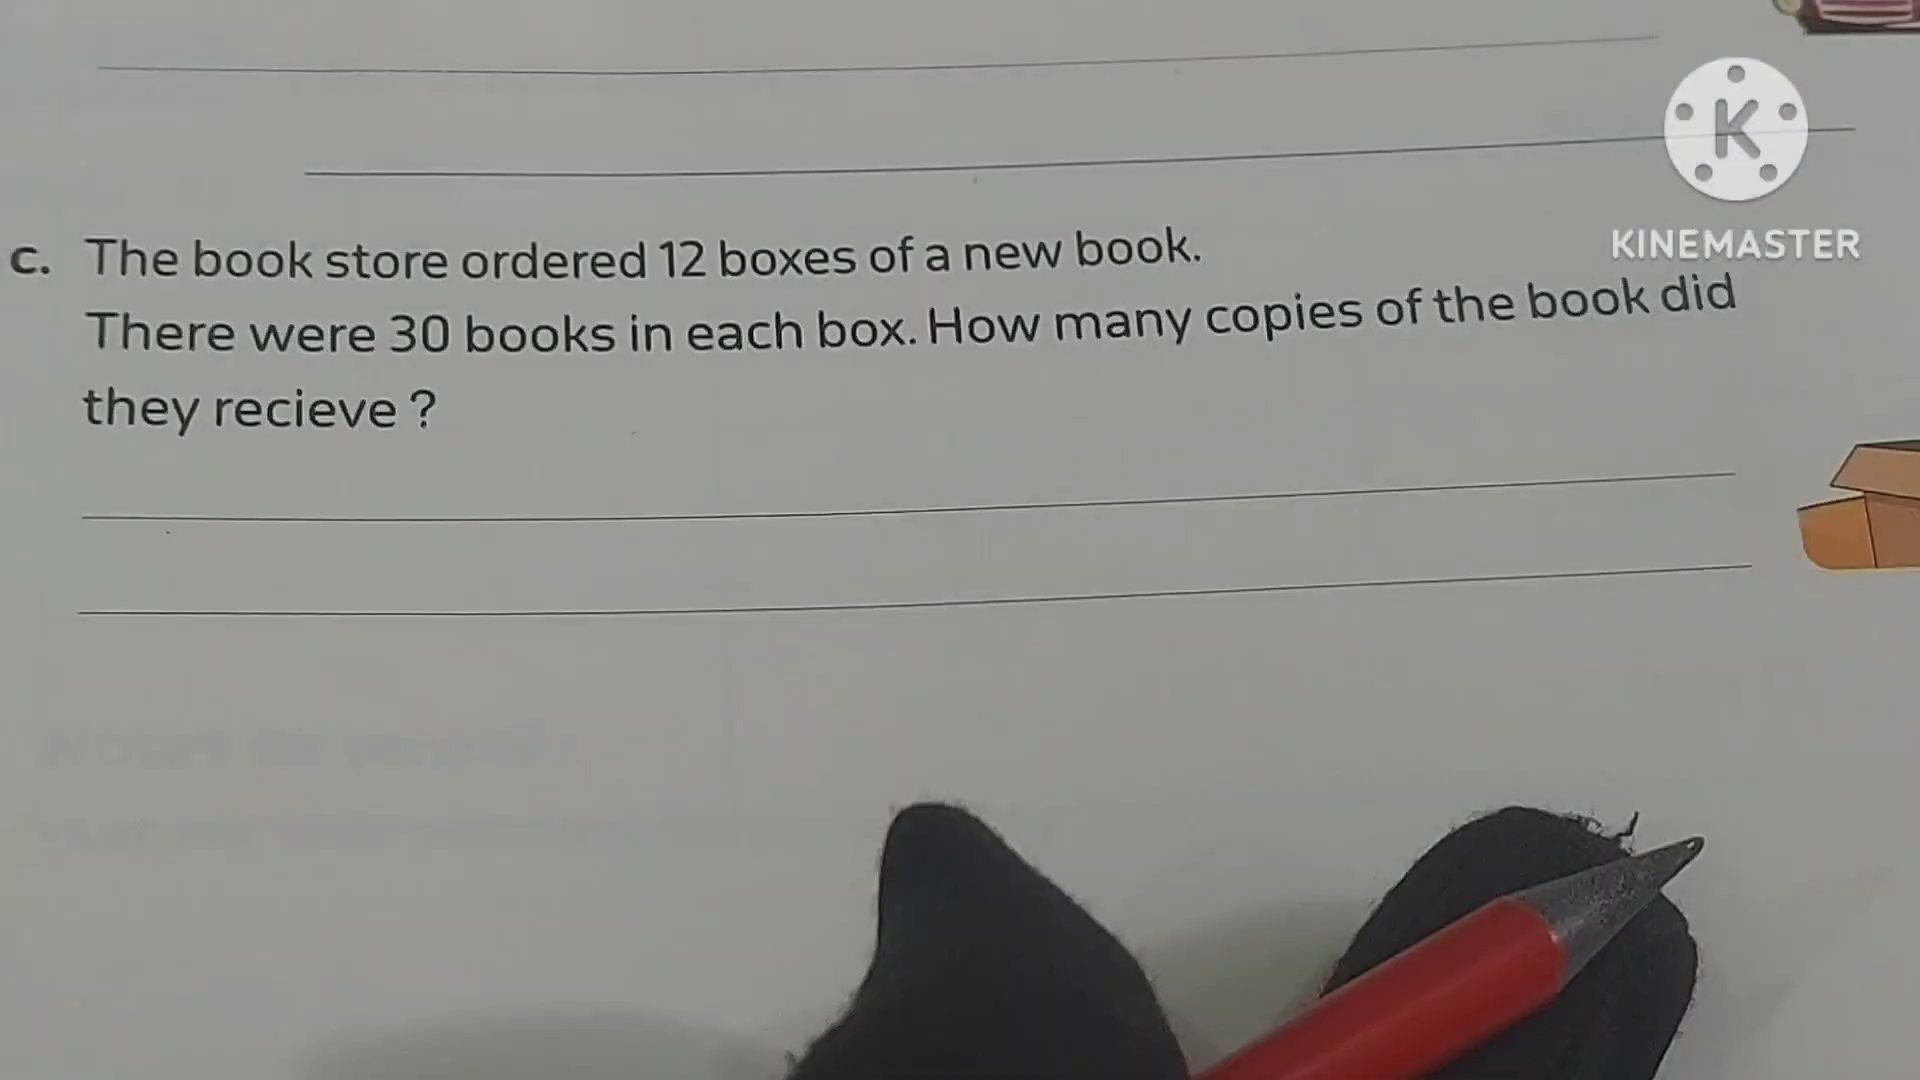 K
KINEMASTER
c. The book store ordered 12 boxes of a new book.
There were 30 books in each box. How many copies of the book did
they recieve ?